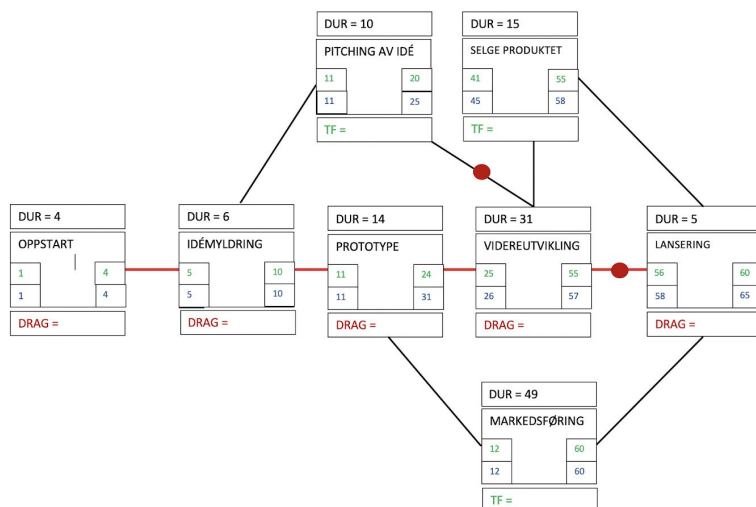 DUR = 10
PITCHING AV IDÉ
11 20
11 25
TF =
DUR = 15
SELGE PRODUKTET
41 55
45 58
TF =
DUR = 4
OPPSTART
1 4
1 4
DRAG =
DUR = 6
IDÉMYLDRING
5 10
5 10
DRAG =
DUR = 14
PROTOTYPE
11 24
11 31
DRAG =
DUR = 31
VIDEREUTVIKLING
25 55
26 57
DRAG =
DUR = 5
LANSERING
56 60
58 65
DRAG =
DUR = 49
MARKEDSFØRING
12 60
12 60
TF =